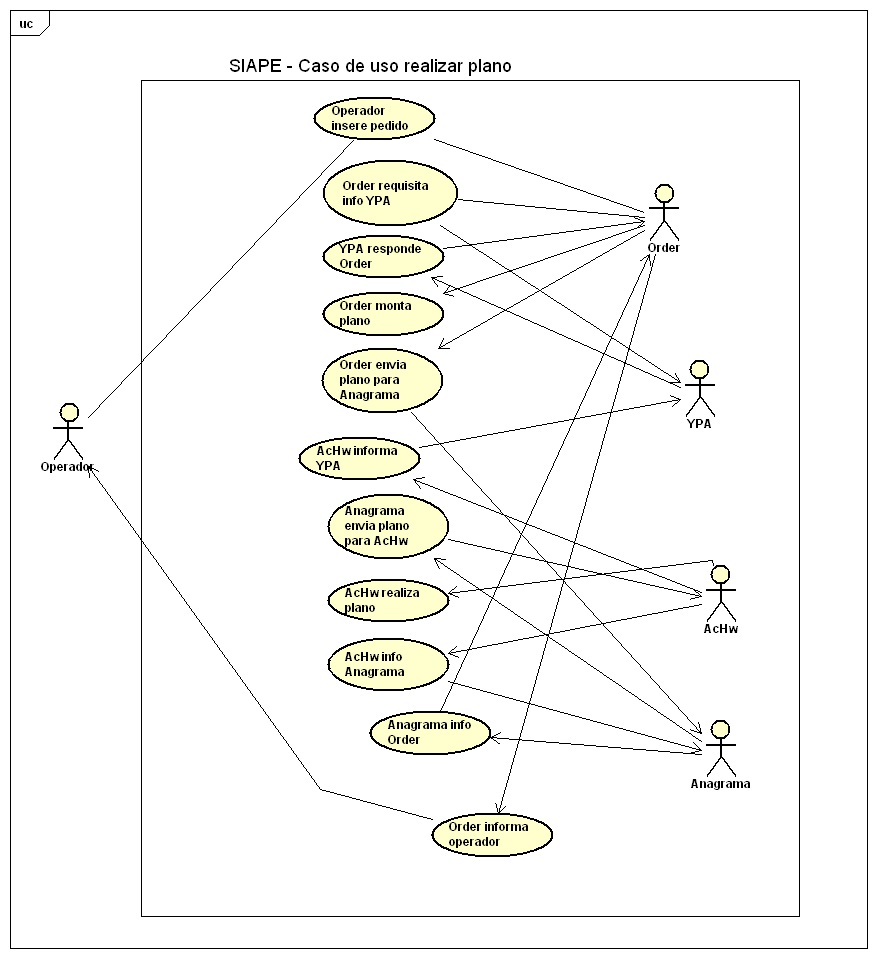 uc
SIAPE - Caso de uso realizar plano
Operador
insere pedido
Order requisita
info YPA
Order
YPA responde
Order
Order monta
plano
Order envia
plano para
Anagrama
YPA
Operador
AcHw informa
YPA
Anagrama
envia plano
para AcHw
AcHw realiza
plano
AcHw
AcHw info
Anagrama
Anagrama info
Order
Anagrama
Order informa
operador